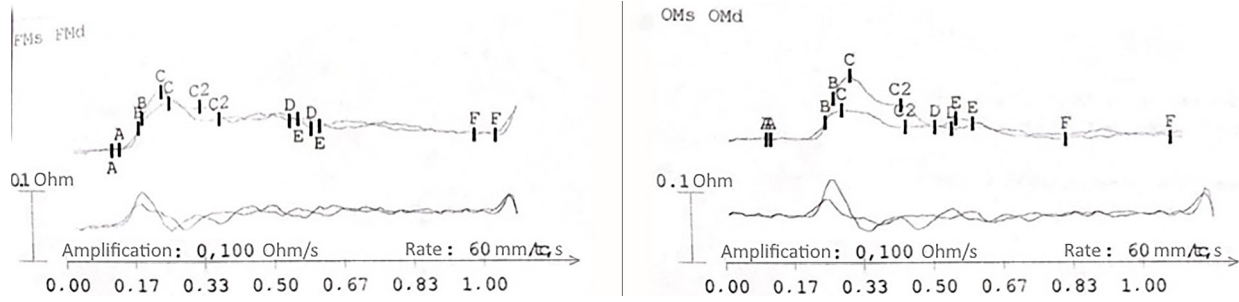 FMs FMd
C C
B C2
B C2 D D
A E E F F
A
0.1 Ohm
Amplification: 0,100 Ohm/s Rate: 60 mm/
0.00 0.17 0.33 0.50 0.67 0.83 1.00
OMs OMd
C
B C2
B C C2 D E E
A F F
0.1 Ohm
Amplification: 0,100 Ohm/s Rate: 60 mm/
0.00 0.17 0.33 0.50 0.67 0.83 1.00